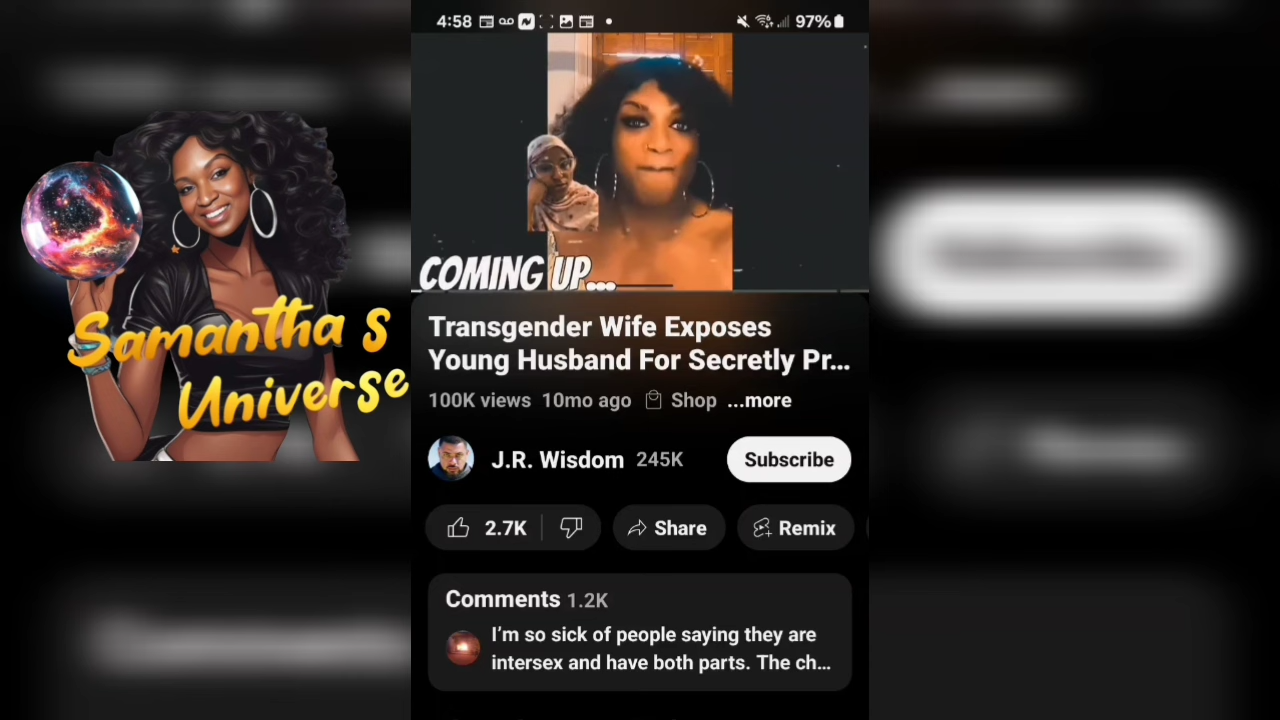 4:58
97%
COMING UP...
Samantha S
Universe
Transgender Wife Exposes
Young Husband For Secretly Pr...
100K views 10mo ago Shop ...more
J.R. Wisdom 245K Subscribe
2.7K Share Remix
Comments 1.2K
I'm so sick of people saying they are
intersex and have both parts. The ch...